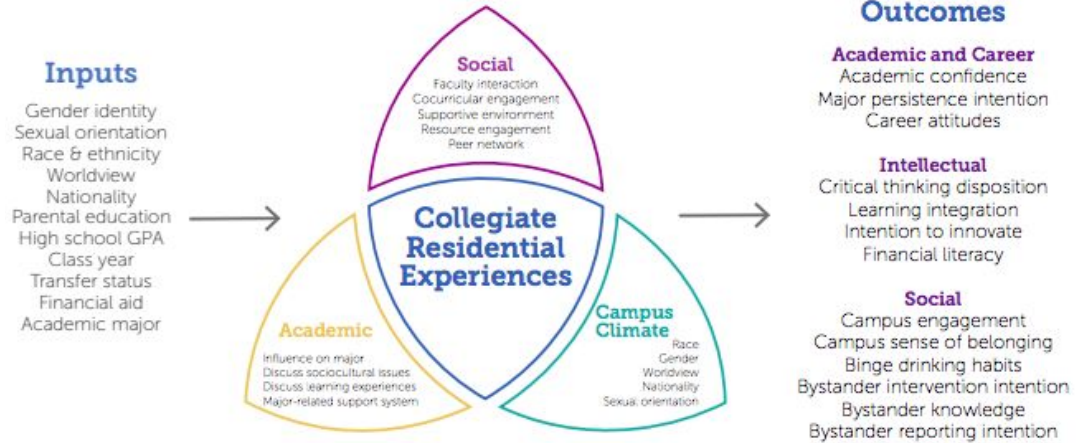 Inputs
Gender identity
Sexual orientation
Race & ethnicity
Worldview
Nationality
Parental education
High school GPA
Class year
Transfer status
Financial aid
Academic major
Social
Faculty interaction
Cocurricular engagement
Supportive environment
Resource engagement
Peer network
Collegiate
Residential
Experiences
Academic
Influence on major
Discuss sociocultural issues
Discuss learning experiences
Major-related support system
Campus
Climate
Race
Gender
Worldview
Nationality
Sexual orientation
Outcomes
Academic and Career
Academic confidence
Major persistence intention
Career attitudes
Intellectual
Critical thinking disposition
Learning integration
Intention to innovate
Financial literacy
Social
Campus engagement
Campus sense of belonging
Binge drinking habits
Bystander intervention intention
Bystander knowledge
Bystander reporting intention